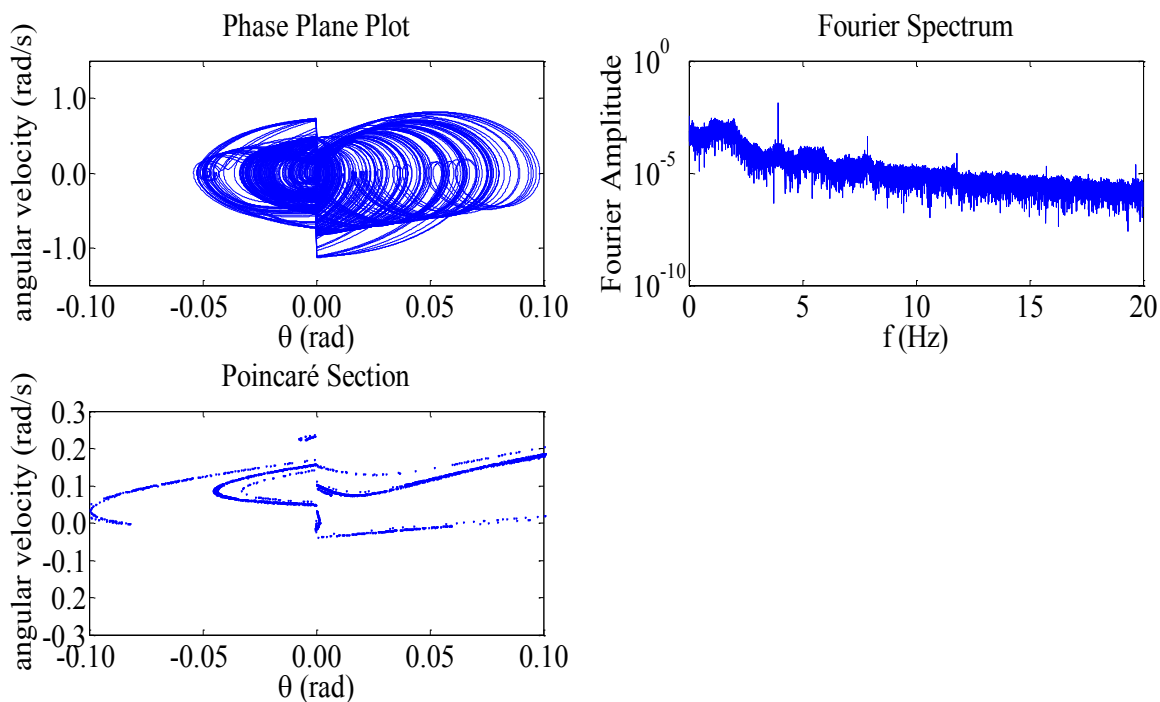 Phase Plane Plot
angular velocity (rad/s)
1.0
0.0
-1.0
-0.10 -0.05 0.00 0.05 0.10
θ (rad)
Fourier Spectrum
Fourier Amplitude
10^0
10^-5
10^-10
0 5 10 15 20
f (Hz)
Poincaré Section
angular velocity (rad/s)
0.3
0.2
0.1
0.0
-0.1
0.2
-0.3
-0.10 -0.05 0.00 0.05 0.10
θ (rad)